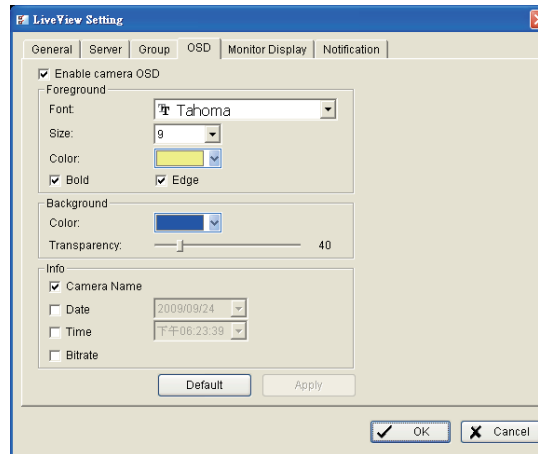 LiveView Setting
General Server Group OSD Monitor Display Notification
Enable camera OSD
Foreground
Font: Tahoma
Size: 9
Color:
Bold Edge
Background
Color:
Transparency: 40
Info
Camera Name
Date 2009/09/24
Time 下午06:23:39
Bitrate
Default Apply
OK Cancel